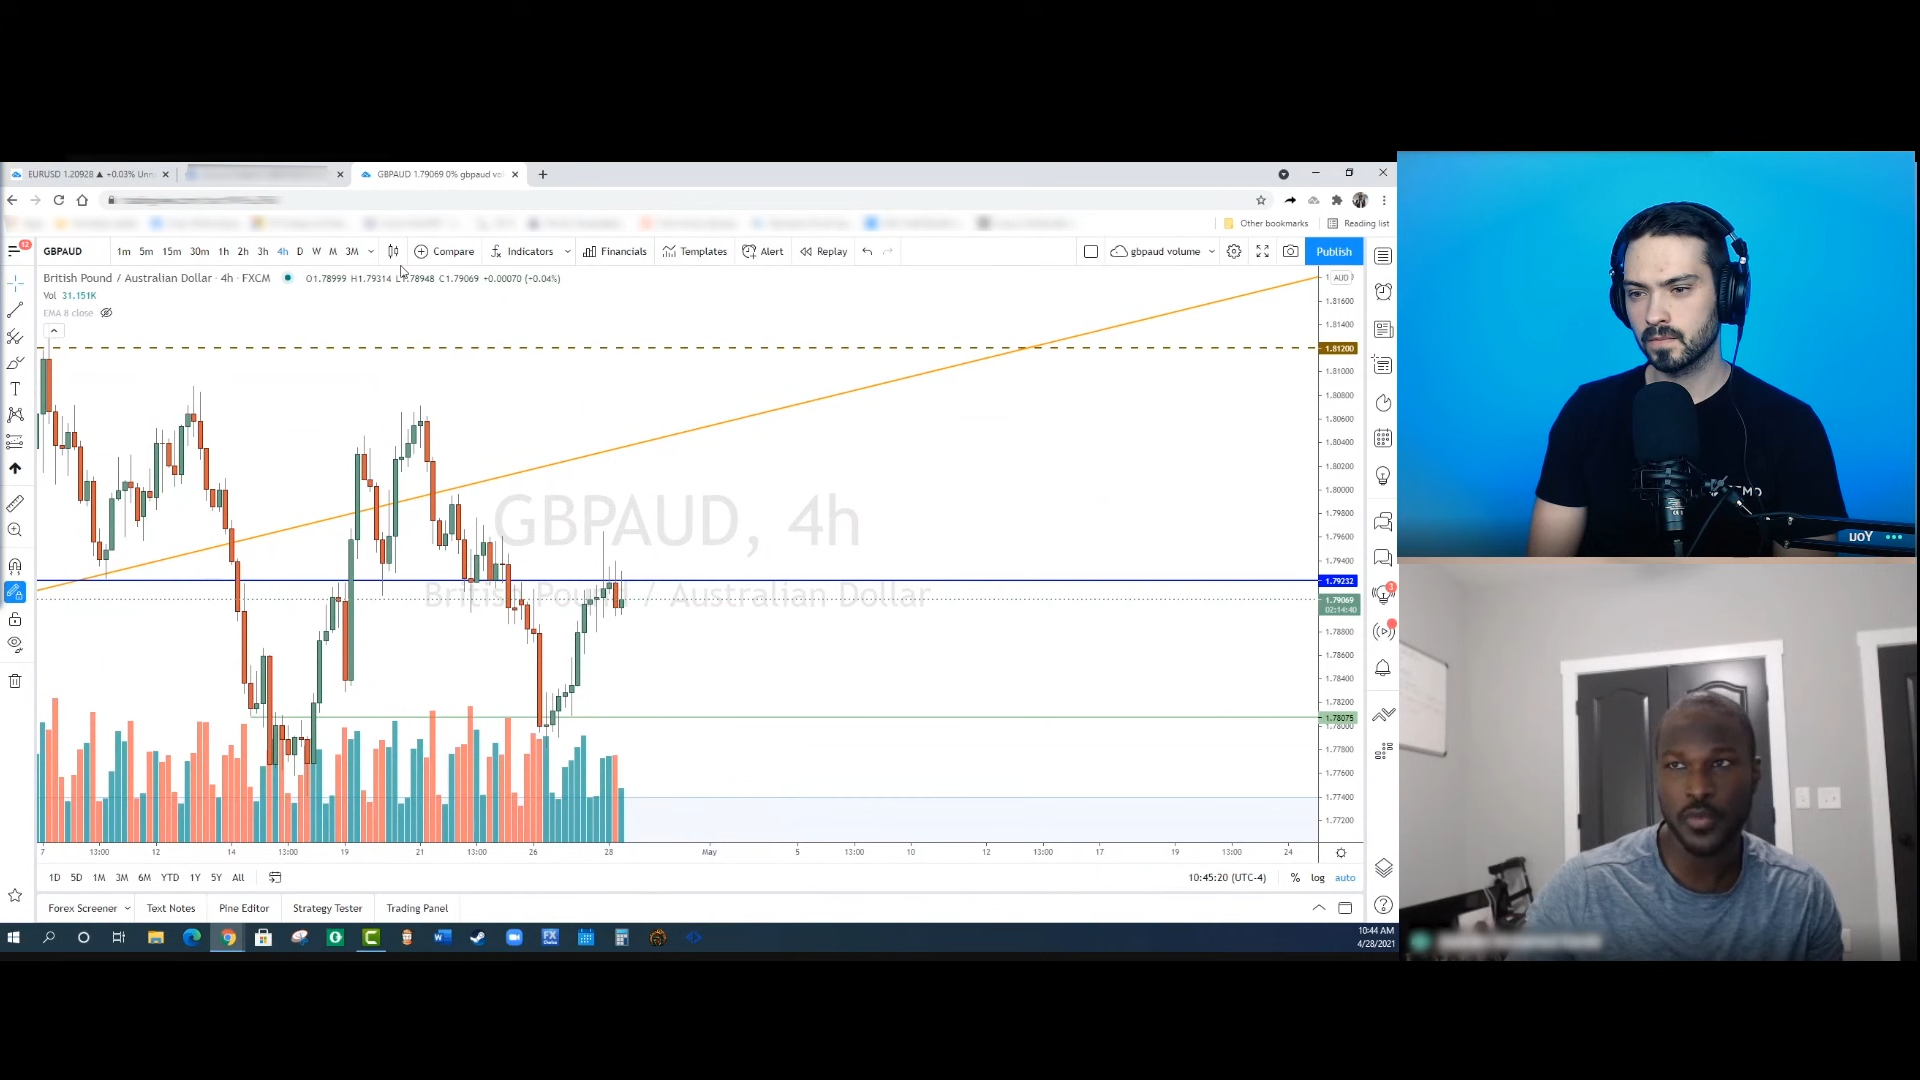 EURUSD 1.20928 ▲ +0.03% Unn
GBPAUD 1.79069 0% gbpaud vo
Other bookmarks
Reading list
12
GBPAUD
1m 5m 15m 30m 1h 2h 3h 4h D W M 3M
Compare
Indicators
Financials
Templates
Alert
Replay
gbpaud volume
Publish
British Pound / Australian Dollar · 4h · FXCM
O1.78999 H1.79314 L1.78948 C1.79069 +0.00070 (+0.04%)
Vol 31.151K
EMA 8 close
AUD
1.81600
1.81400
1.81200
1.81000
1.80800
1.80600
1.80400
1.80200
1.80000
1.79800
1.79600
1.79400
1.79232
1.79069
02:14:40
1.78800
1.78600
1.78400
1.78200
1.78075
1.78000
1.77800
1.77600
1.77400
1.77200
GBPAUD, 4h
British Pound / Australian Dollar
7 13:00 12 14 13:00 19 21 13:00 26 28 May 5 13:00 10 12 13:00 17 19 13:00 24
1D 5D 1M 3M 6M YTD 1Y 5Y All
10:45:20 (UTC-4)
% log auto
Forex Screener
Text Notes
Pine Editor
Strategy Tester
Trading Panel
10:44 AM
4/28/2021
3